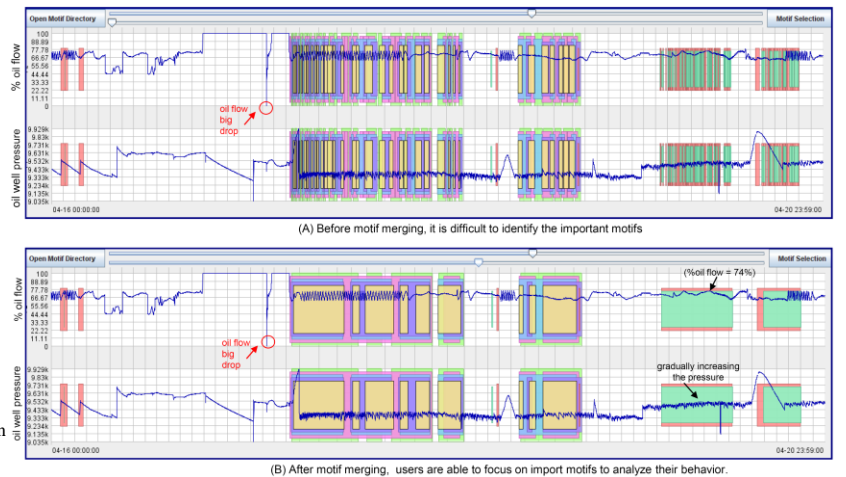 Open Motif Directory
Motif Selection
% oil flow
100
88.89
77.78
66.67
55.56
44.44
33.33
22.22
11.11
0
oil flow
big
drop
oil well pressure
9.929k
9.83k
9.731k
9.631k
9.532k
9.433k
9.333k
9.234k
9.135k
9.035k
04-16 00:00:00
04-20 23:59:00
(A) Before motif merging, it is difficult to identify the important motifs
Open Motif Directory
Motif Selection
% oil flow
100
88.89
77.78
66.67
55.56
44.44
33.33
22.22
11.11
0
(%oil flow = 74%)
oil flow
big
drop
oil well pressure
9.929k
9.83k
9.731k
9.631k
9.532k
9.433k
9.333k
9.234k
9.135k
9.035k
gradually increasing
the pressure
04-16 00:00:00
04-20 23:59:00
(B) After motif merging, users are able to focus on import motifs to analyze their behavior.